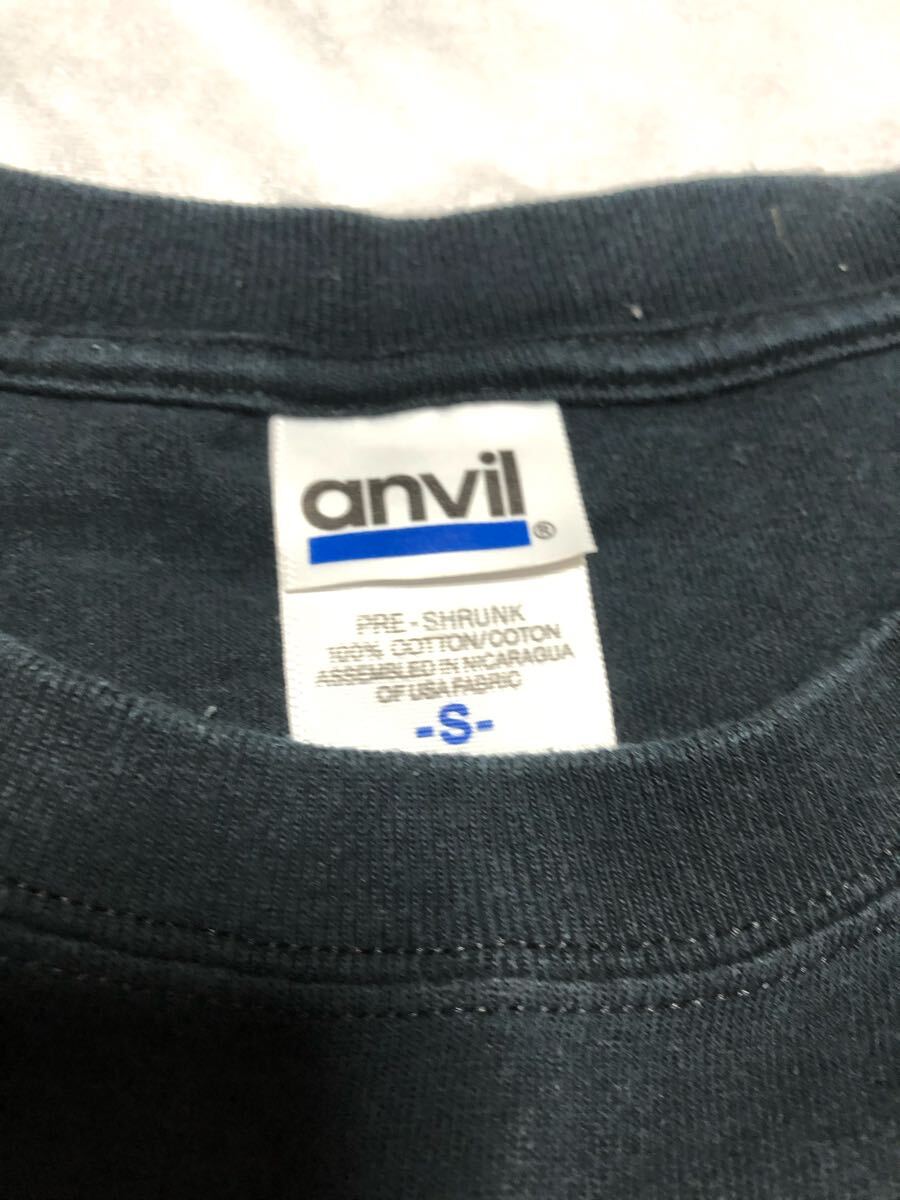 anvil®
PRE-SHRUNK
100% COTTON/COTON
ASSEMBLED IN NICARAGUA
OF USA FABRIC
-S-